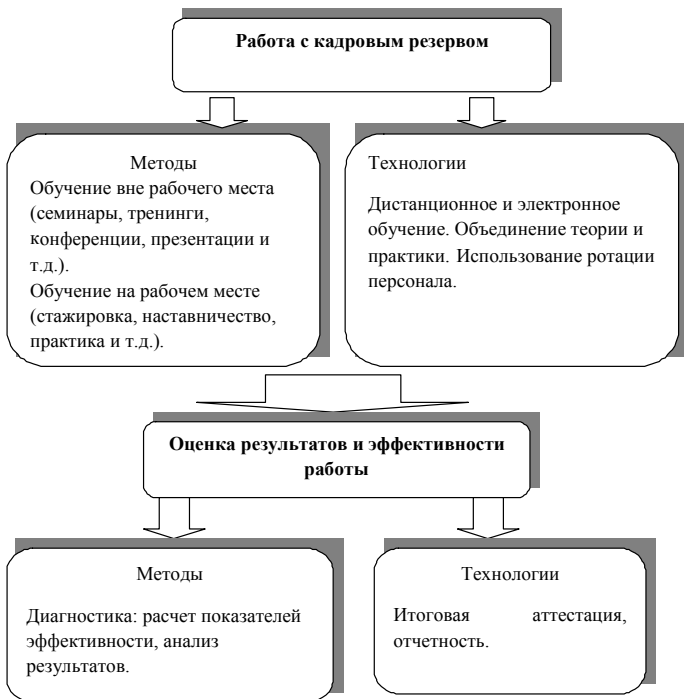 Работа с кадровым резервом
Методы
Обучение вне рабочего места
(семинары, тренинги,
конференции, презентации и
т.д.).
Обучение на рабочем месте
(стажировка, наставничество,
практика и т.д.).
Технологии
Дистанционное и электронное
обучение. Объединение теории и
практики. Использование ротации
персонала.
Оценка результатов и эффективности
работы
Методы
Диагностика: расчет показателей
эффективности, анализ
результатов.
Технологии
Итоговая аттестация,
отчетность.